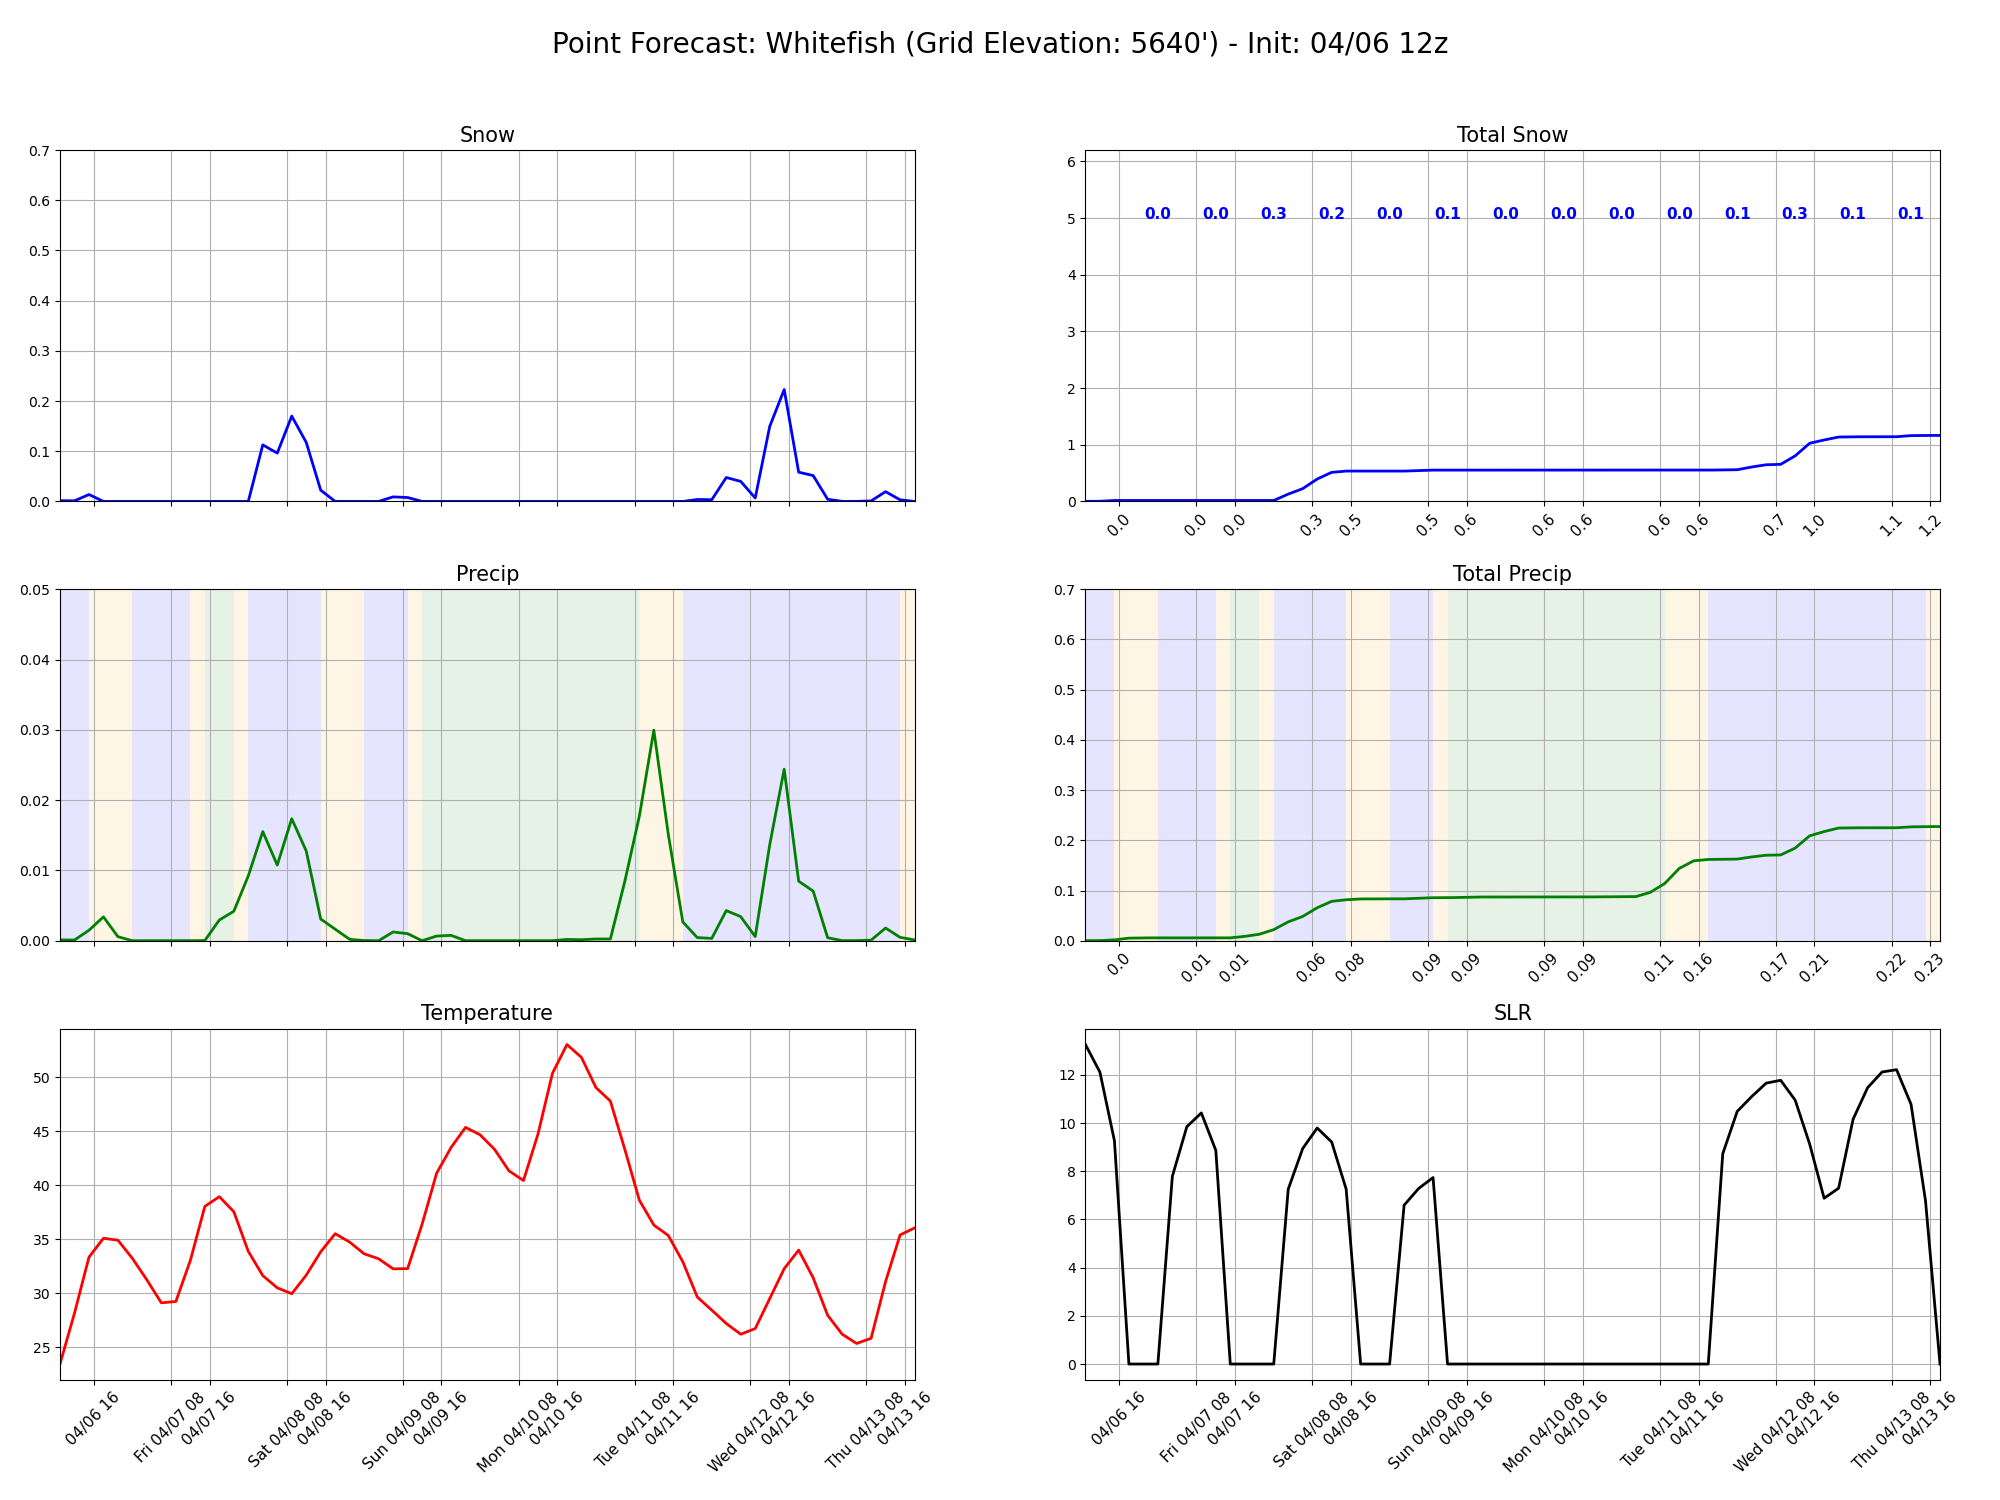 Point Forecast: Whitefish (Grid Elevation: 5640') - Init: 04/06 12z
Snow
0.7
0.6
0.5
0.4
0.3
0.2
0.1
0.0
Total Snow
6
5
4
3
2
1
0
0.0 0.0 0.3 0.2 0.0 0.1 0.0 0.0 0.0 0.0 0.1 0.3 0.1 0.1
0.0 0.0 0.0 0.3 0.5 0.5 0.6 0.6 0.6 0.6 0.6 0.7 1.0 1.1 1.2
Precip
0.05
0.04
0.03
0.02
0.01
0.00
Total Precip
0.7
0.6
0.5
0.4
0.3
0.2
0.1
0.0
0.0 0.01 0.01 0.06 0.08 0.09 0.09 0.09 0.09 0.11 0.16 0.17 0.21 0.22 0.23
Temperature
50
45
40
35
30
25
04/06 16
Fri 04/07 08
04/07 16
Sat 04/08 08
04/08 16
Sun 04/09 08
04/09 16
Mon 04/10 08
04/10 16
Tue 04/11 08
04/11 16
Wed 04/12 08
04/12 16
Thu 04/13 08
04/13 16
SLR
12
10
8
6
4
2
0
04/06 16
Fri 04/07 08
04/07 16
Sat 04/08 08
04/08 16
Sun 04/09 08
04/09 16
Mon 04/10 08
04/10 16
Tue 04/11 08
04/11 16
Wed 04/12 08
04/12 16
Thu 04/13 08
04/13 16